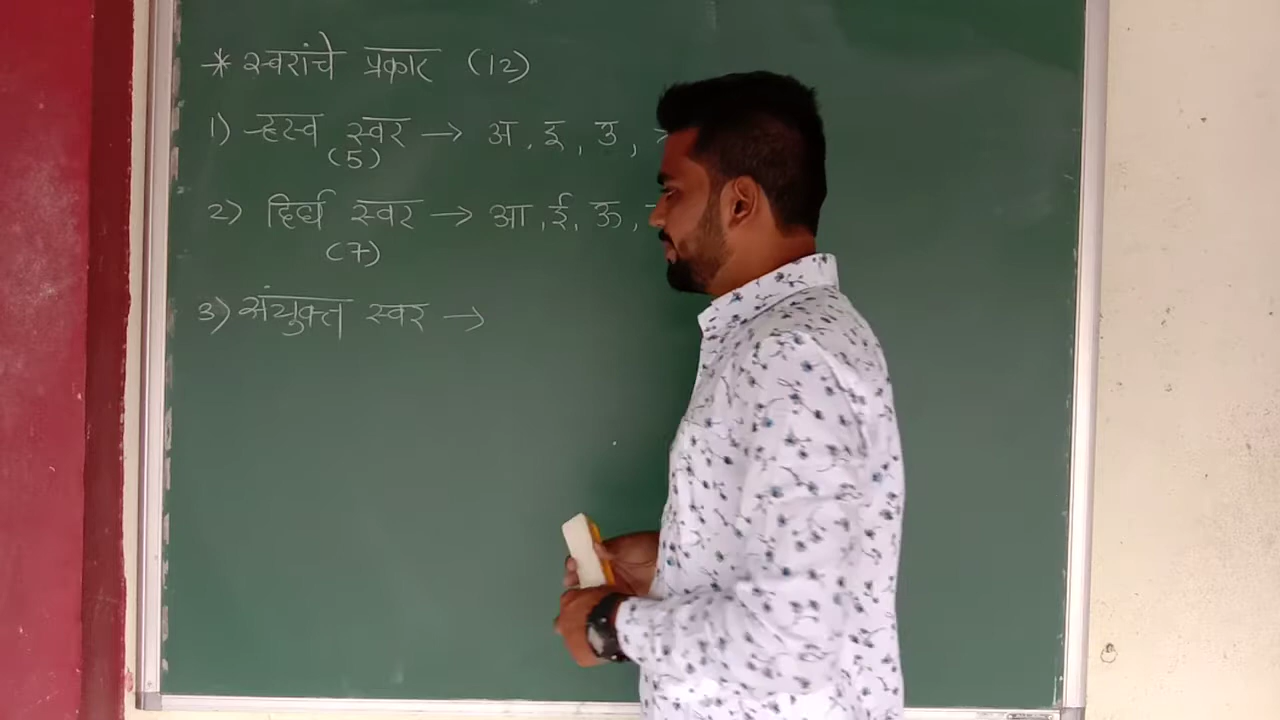 * स्वरांचे प्रकार (12)
1) ऱ्हस्व स्वर → अ, इ, उ,
(5)
2) दिर्घ स्वर → आ, ई, ऊ,
(7)
3) संयुक्त स्वर →